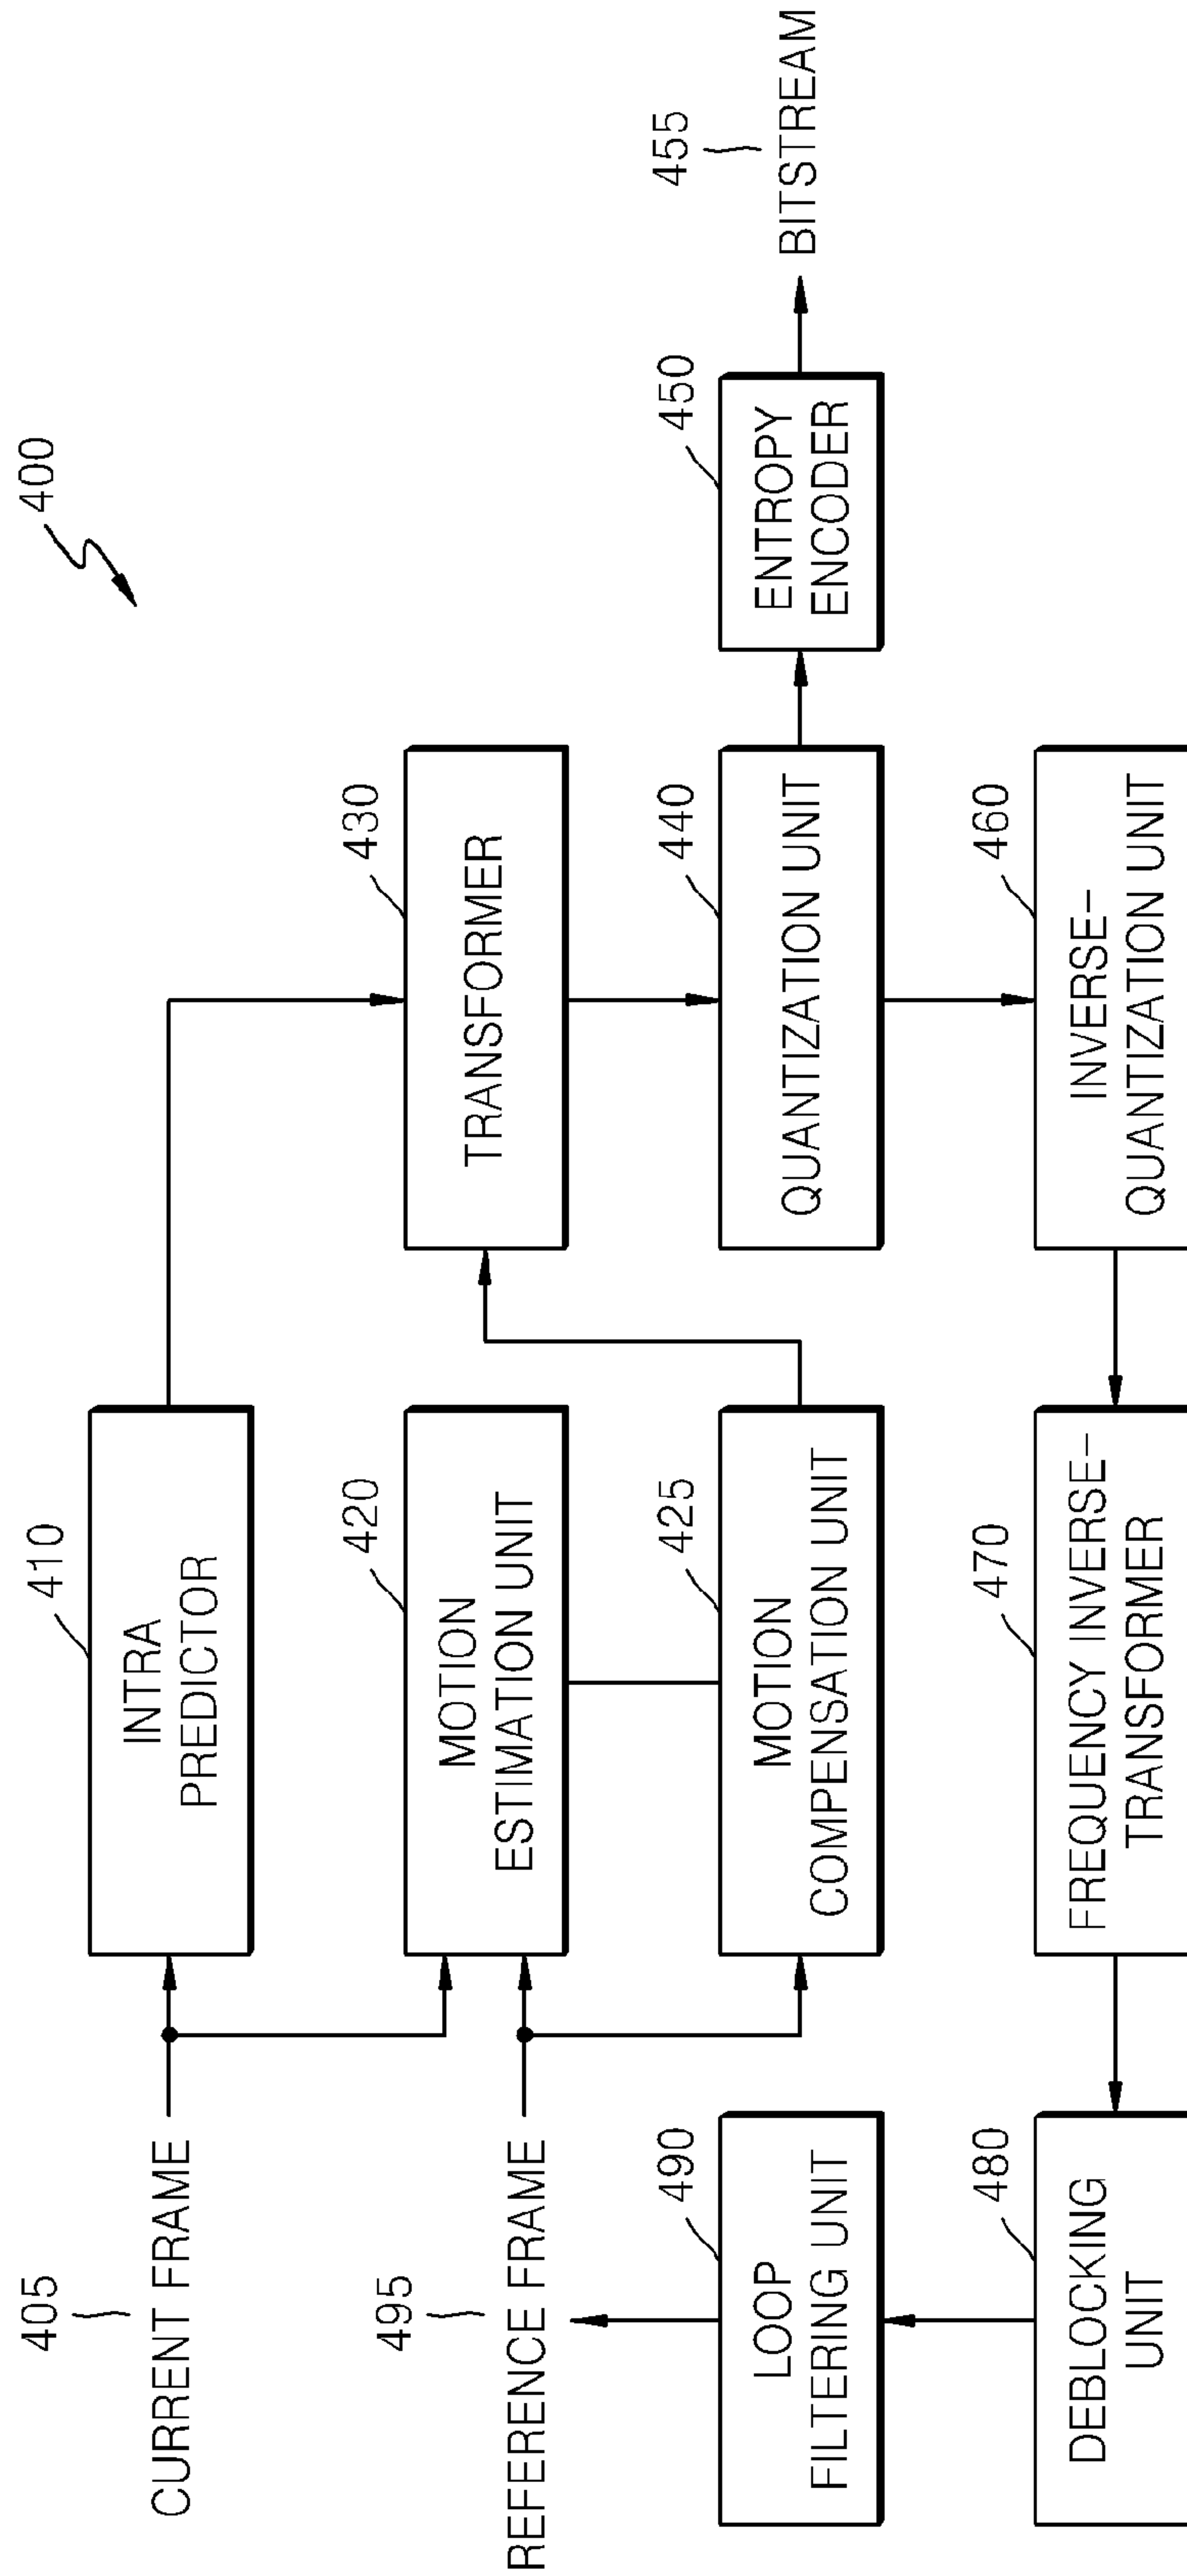 400
405
CURRENT FRAME
410
INTRA
PREDICTOR
495
REFERENCE FRAME
420
MOTION
ESTIMATION UNIT
430
TRANSFORMER
490
LOOP
FILTERING UNIT
425
MOTION
COMPENSATION UNIT
440
QUANTIZATION UNIT
450
ENTROPY
ENCODER
455
BITSTREAM
480
DEBLOCKING
UNIT
470
FREQUENCY INVERSE-
TRANSFORMER
460
INVERSE-
QUANTIZATION UNIT